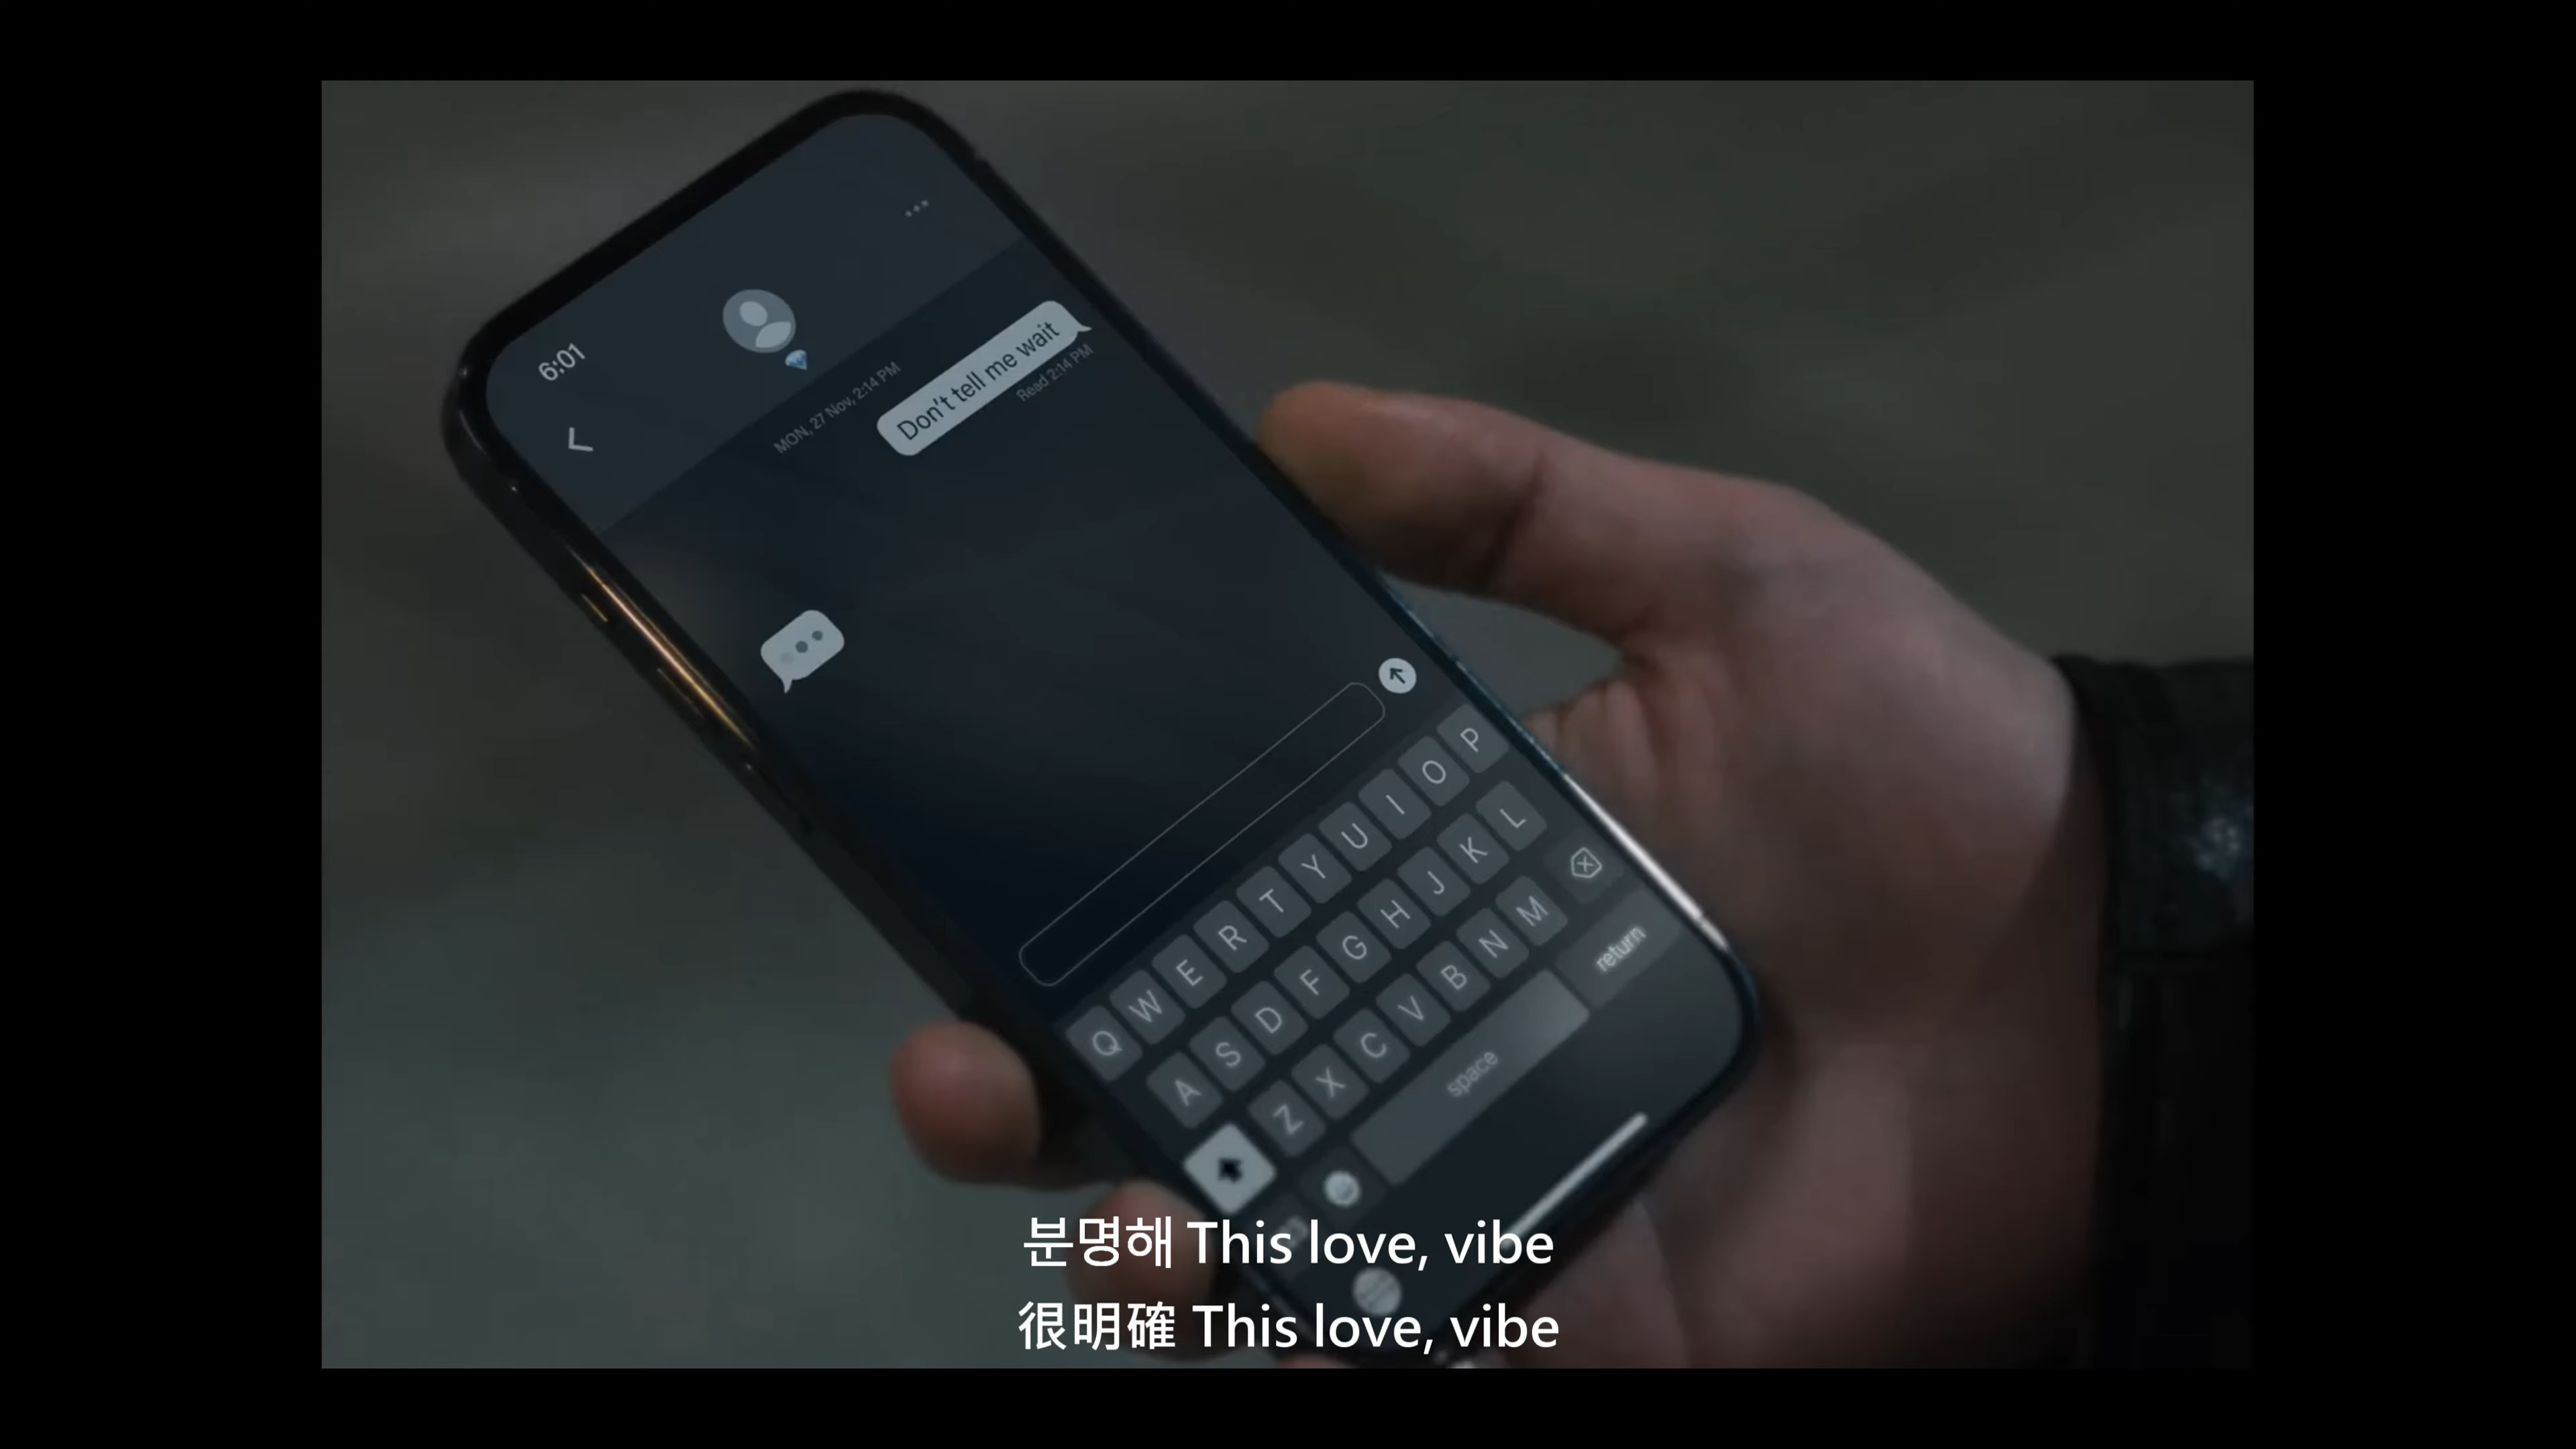 6:01
MON, 27 Nov, 2:14 PM
Don't tell me wait
Read 2:14 PM
Q W E R T Y U I O P
A S D F G H J K L
Z X C V B N M
space return
분명해 This love, vibe
很明確 This love, vibe